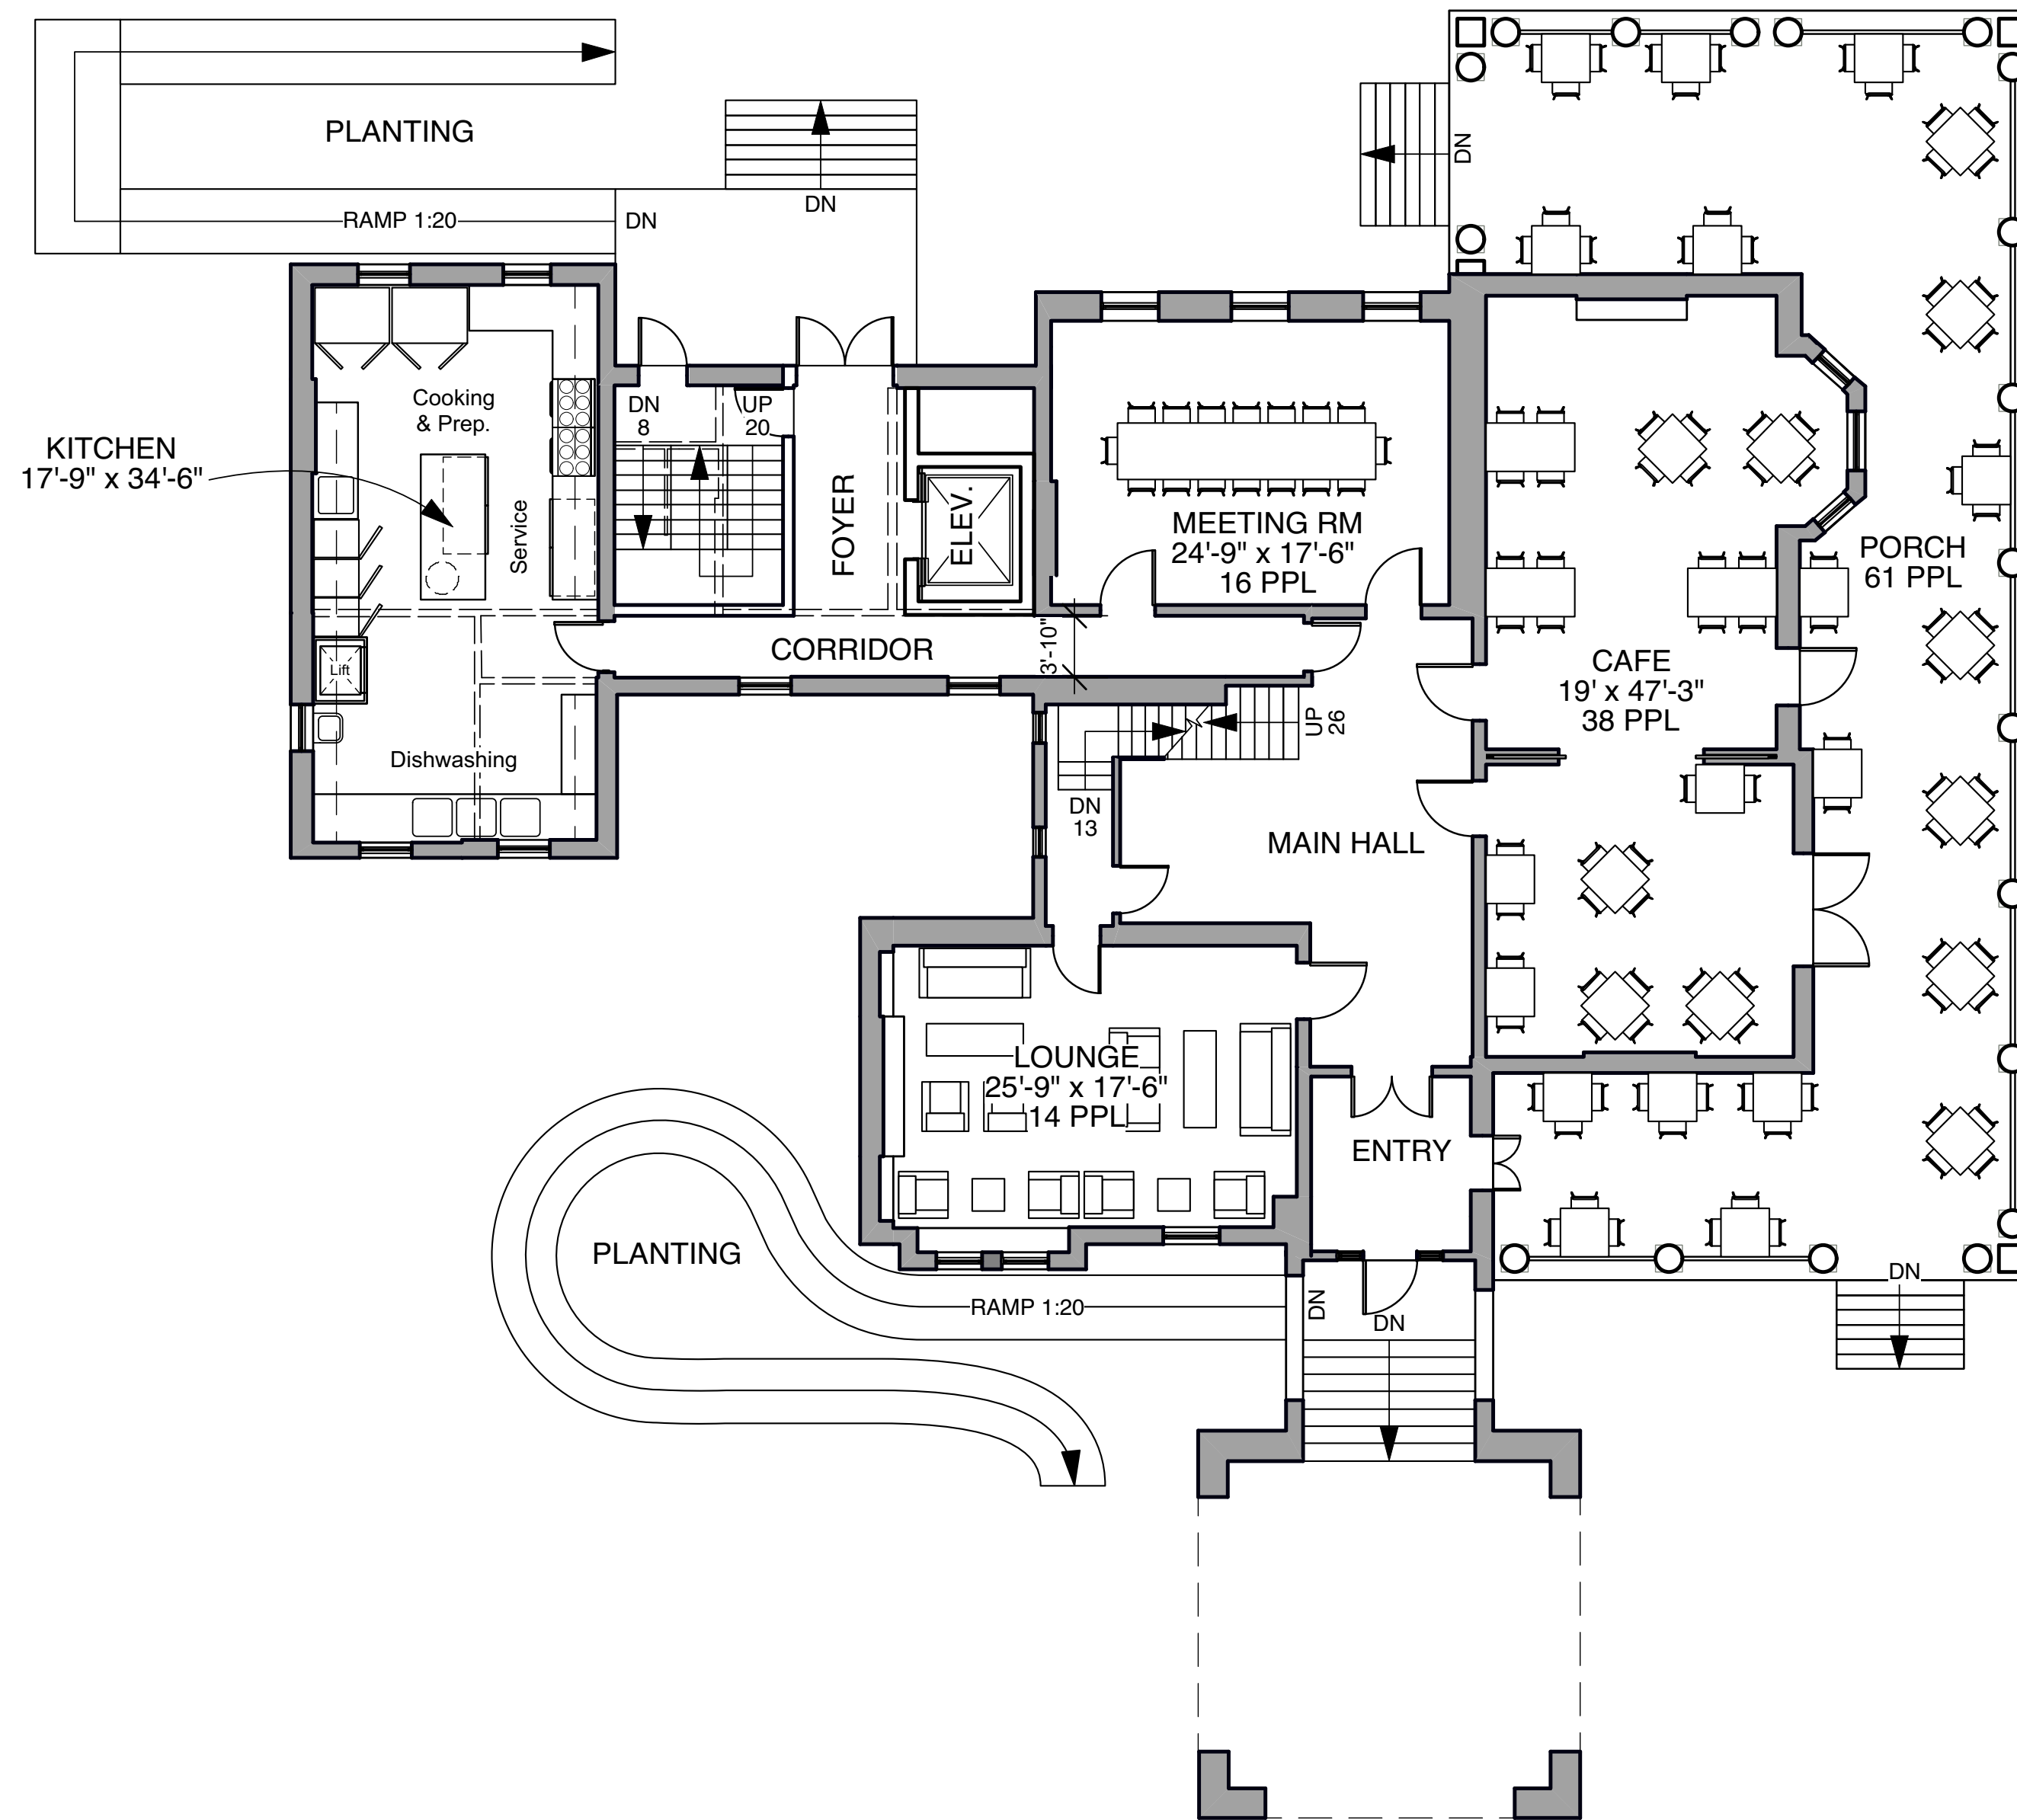 PLANTING
RAMP 1:20
DN
DN
DN
KITCHEN
17'-9" x 34'-6"
Cooking
& Prep.
Service
Lift
Dishwashing
DN
8
UP
20
FOYER
ELEV.
CORRIDOR
3'-10"
MEETING RM
24'-9" x 17'-6"
16 PPL
CAFE
19' x 47'-3"
38 PPL
PORCH
61 PPL
UP
26
DN
13
MAIN HALL
LOUNGE
25'-9" x 17'-6"
14 PPL
ENTRY
PLANTING
RAMP 1:20
DN
DN
DN